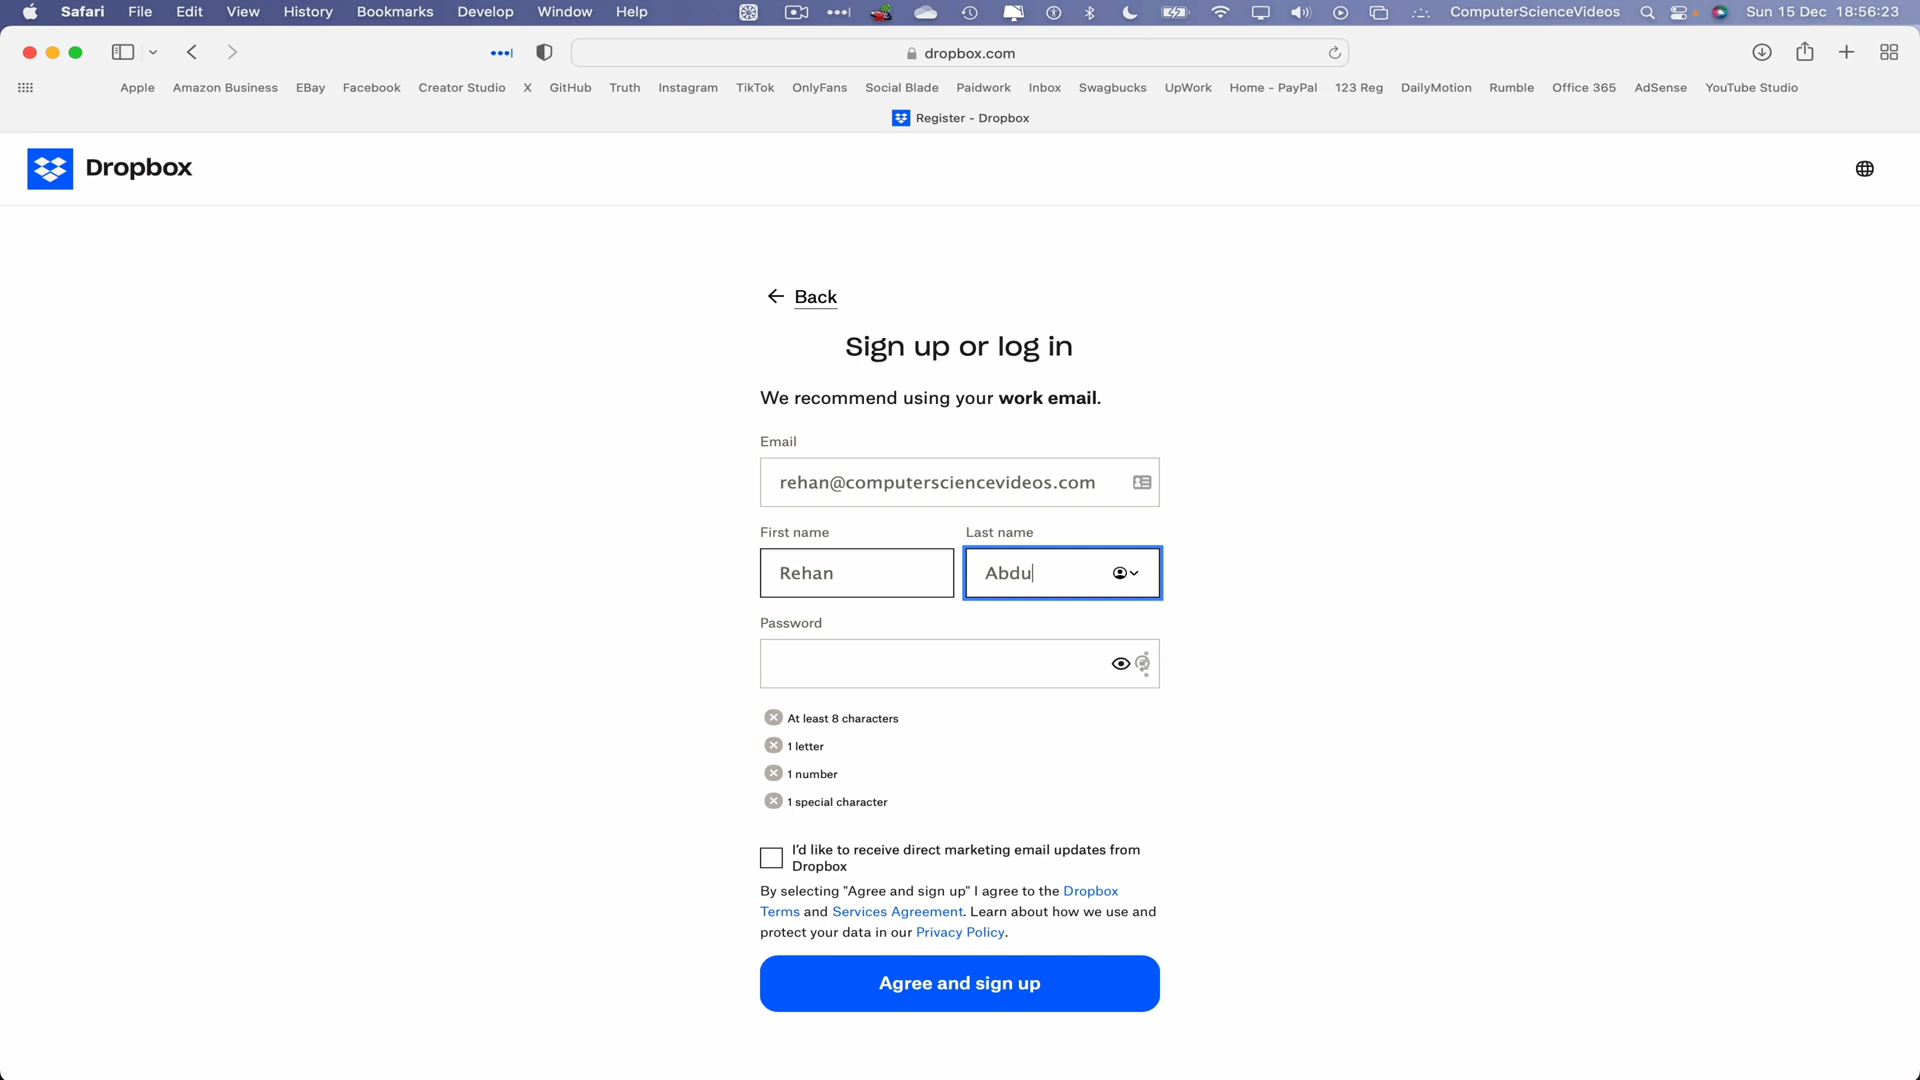 Safari File Edit View History Bookmarks Develop Window Help ComputerScienceVideos Sun 15 Dec 18:56:23
dropbox.com
Apple Amazon Business EBay Facebook Creator Studio X GitHub Truth Instagram TikTok OnlyFans Social Blade Paidwork Inbox Swagbucks UpWork Home - PayPal 123 Reg DailyMotion Rumble Office 365 AdSense YouTube Studio
Register - Dropbox
Dropbox
Back
Sign up or log in
We recommend using your work email.
Email
rehan@computersciencevideos.com
First name Last name
Rehan Abdu
Password
At least 8 characters
1 letter
1 number
1 special character
I'd like to receive direct marketing email updates from
Dropbox
By selecting "Agree and sign up" I agree to the Dropbox
Terms and Services Agreement. Learn about how we use and
protect your data in our Privacy Policy.
Agree and sign up